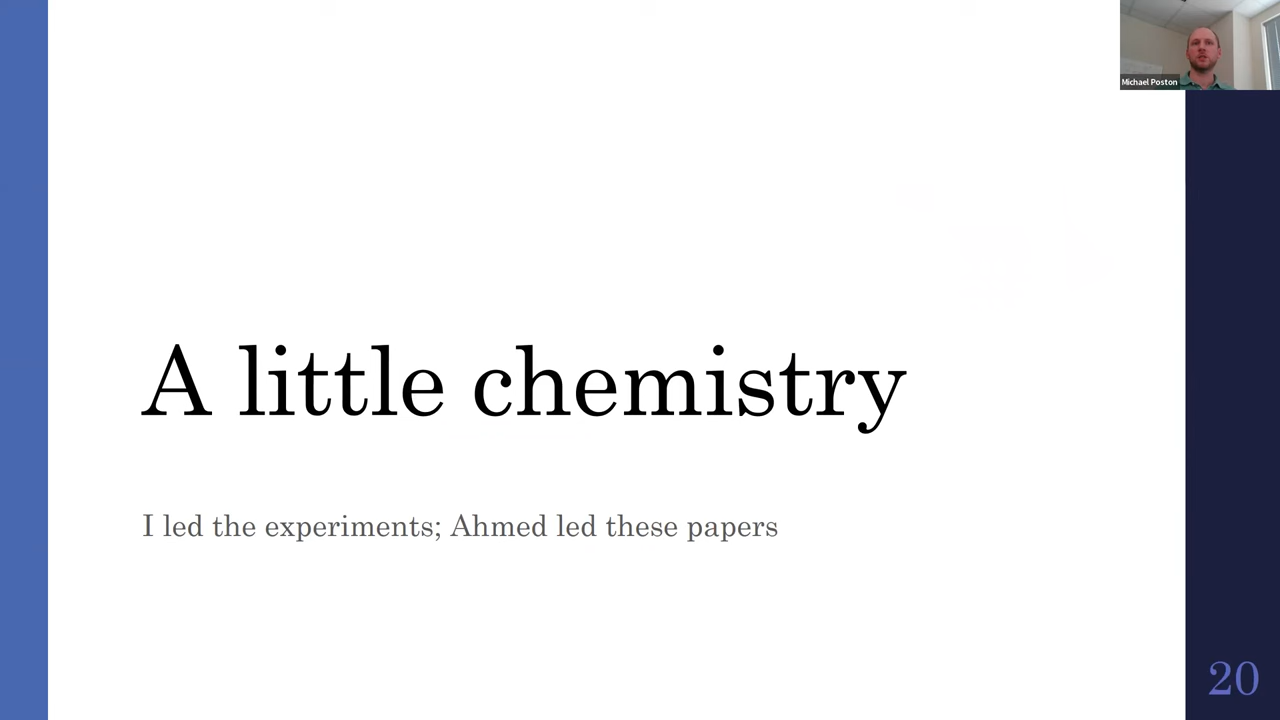 Michael Poston
A little chemistry
I led the experiments; Ahmed led these papers
20